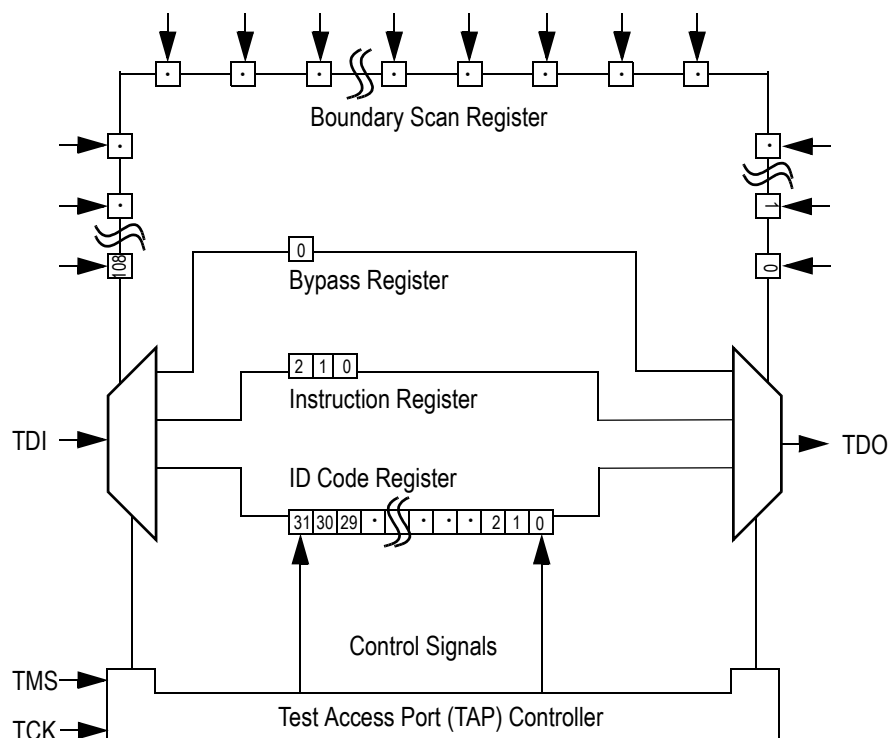 Boundary Scan Register
·
·
·
·
·
·
·
·
·
·
·
1
108
0
0
Bypass Register
2 1 0
Instruction Register
TDI
TDO
ID Code Register
31 30 29 · · · · 2 1 0
Control Signals
TMS
Test Access Port (TAP) Controller
TCK